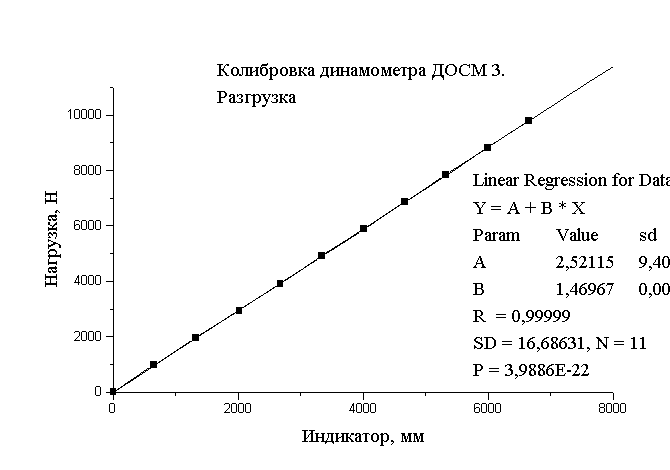 Колибровка динамометра ДОСМ 3.
Разгрузка
10000
8000
6000
4000
2000
0
Нагрузка, Н
Linear Regression for Data
Y = A + B * X
Param Value sd
A 2,52115 9,40
B 1,46967 0,00
R = 0,99999
SD = 16,68631, N = 11
P = 3,9886E-22
0 2000 4000 6000 8000
Индикатор, мм